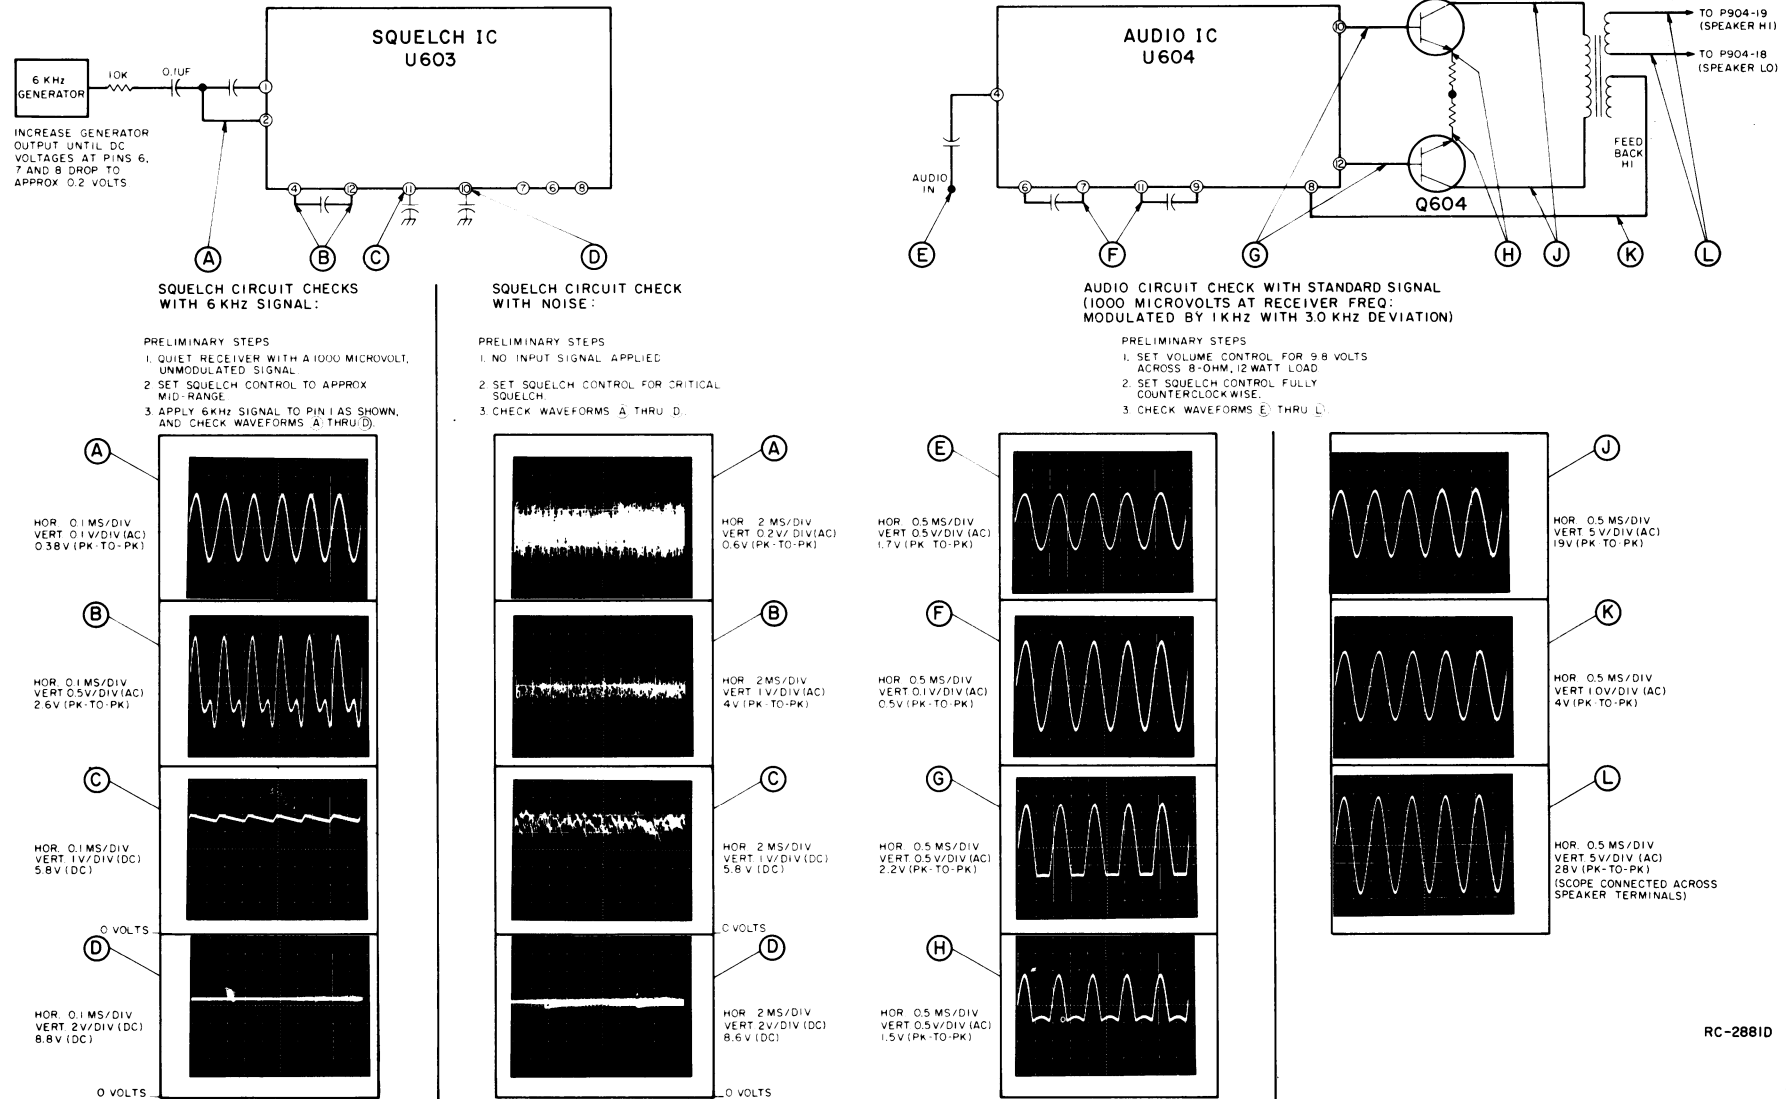 SQUELCH IC
U603
6 KHz
GENERATOR
10K
0.1UF
1
2
INCREASE GENERATOR
OUTPUT UNTIL DC
VOLTAGES AT PINS 6,
7 AND 8 DROP TO
APPROX 0.2 VOLTS
4
12
11
10
7
6
8
A
B
C
D
AUDIO IC
U604
4
10
12
AUDIO
IN
6
7
11
9
8
Q604
FEED
BACK
HI
TO P904-19
(SPEAKER HI)
TO P904-18
(SPEAKER LO)
E
F
G
H
J
K
L
SQUELCH CIRCUIT CHECKS
WITH 6 KHz SIGNAL:
PRELIMINARY STEPS
1. QUIET RECEIVER WITH A 1000 MICROVOLT,
UNMODULATED SIGNAL.
2 SET SQUELCH CONTROL TO APPROX
MID-RANGE.
3. APPLY 6KHz SIGNAL TO PIN 1 AS SHOWN,
AND CHECK WAVEFORMS A THRU D.
SQUELCH CIRCUIT CHECK
WITH NOISE:
PRELIMINARY STEPS
1. NO INPUT SIGNAL APPLIED
2 SET SQUELCH CONTROL FOR CRITICAL
SQUELCH.
3. CHECK WAVEFORMS A THRU D.
AUDIO CIRCUIT CHECK WITH STANDARD SIGNAL
(1000 MICROVOLTS AT RECEIVER FREQ:
MODULATED BY 1 KHz WITH 3.0 KHz DEVIATION)
PRELIMINARY STEPS
1. SET VOLUME CONTROL FOR 9.8 VOLTS
ACROSS 8-OHM, 12 WATT LOAD
2. SET SQUELCH CONTROL FULLY
COUNTERCLOCKWISE.
3 CHECK WAVEFORMS E THRU L.
A
HOR. 0.1 MS/DIV
VERT 0.1 V/DIV (AC)
0.38V (PK-TO-PK)
B
HOR. 0.1 MS/DIV
VERT 0.5V/DIV (AC)
2.6V (PK-TO-PK)
C
HOR. 0.1 MS/DIV
VERT. 1 V/DIV (DC)
5.8V (DC)
0 VOLTS
D
HOR. 0.1 MS/DIV
VERT. 2V/DIV (DC)
8.8V (DC)
0 VOLTS
A
HOR. 2 MS/DIV
VERT 0.2V/ DIV (AC)
0.6V (PK-TO-PK)
B
HOR 2MS/DIV
VERT 1 V/DIV (AC)
4V (PK-TO-PK)
C
HOR 2 MS/DIV
VERT. 1 V/DIV (DC)
5.8 V (DC)
0 VOLTS
D
HOR 2 MS/DIV
VERT 2V/DIV (DC)
8.6V (DC)
0 VOLTS
E
HOR. 0.5 MS/DIV
VERT 0.5V/DIV (AC)
1.7V (PK TO-PK)
F
HOR. 0.5 MS/DIV
VERT 0.1 V/DIV (AC)
0.5V (PK-TO-PK)
G
HOR. 0.5 MS/DIV
VERT. 0.5 V/DIV (AC)
2.2V (PK-TO-PK)
H
HOR. 0.5 MS/DIV
VERT 0.5V/DIV (AC)
1.5V (PK-TO-PK)
J
HOR 0.5 MS/DIV
VERT. 5V/DIV (AC)
19V (PK-TO-PK)
K
HOR 0.5 MS/DIV
VERT 1.0V/DIV (AC)
4V (PK-TO-PK)
L
HOR. 0.5 MS/DIV
VERT. 5V/DIV (AC)
28V (PK-TO-PK)
(SCOPE CONNECTED ACROSS
SPEAKER TERMINALS)
RC-2881D